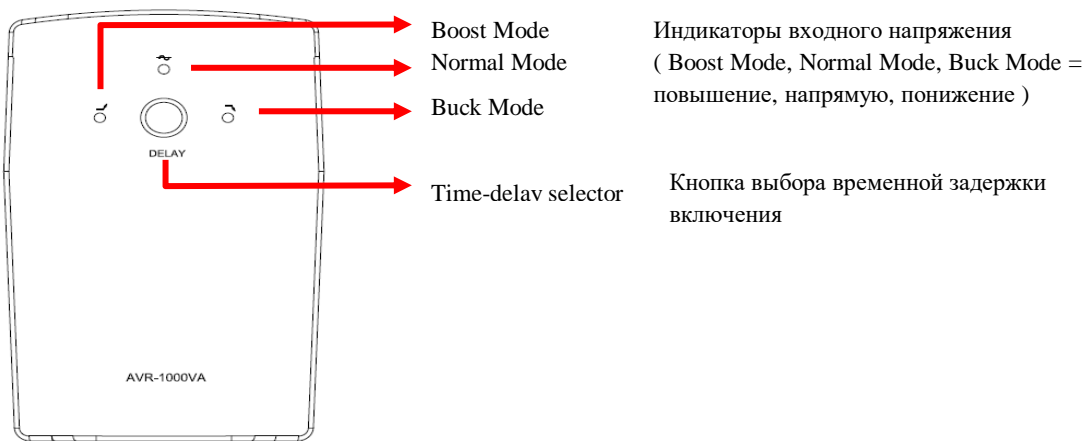 Boost Mode
Индикаторы входного напряжения
Normal Mode
( Boost Mode, Normal Mode, Buck Mode =
повышение, напрямую, понижение )
Buck Mode
DELAY
Time-delav selector
Кнопка выбора временной задержки
включения
AVR-1000VA